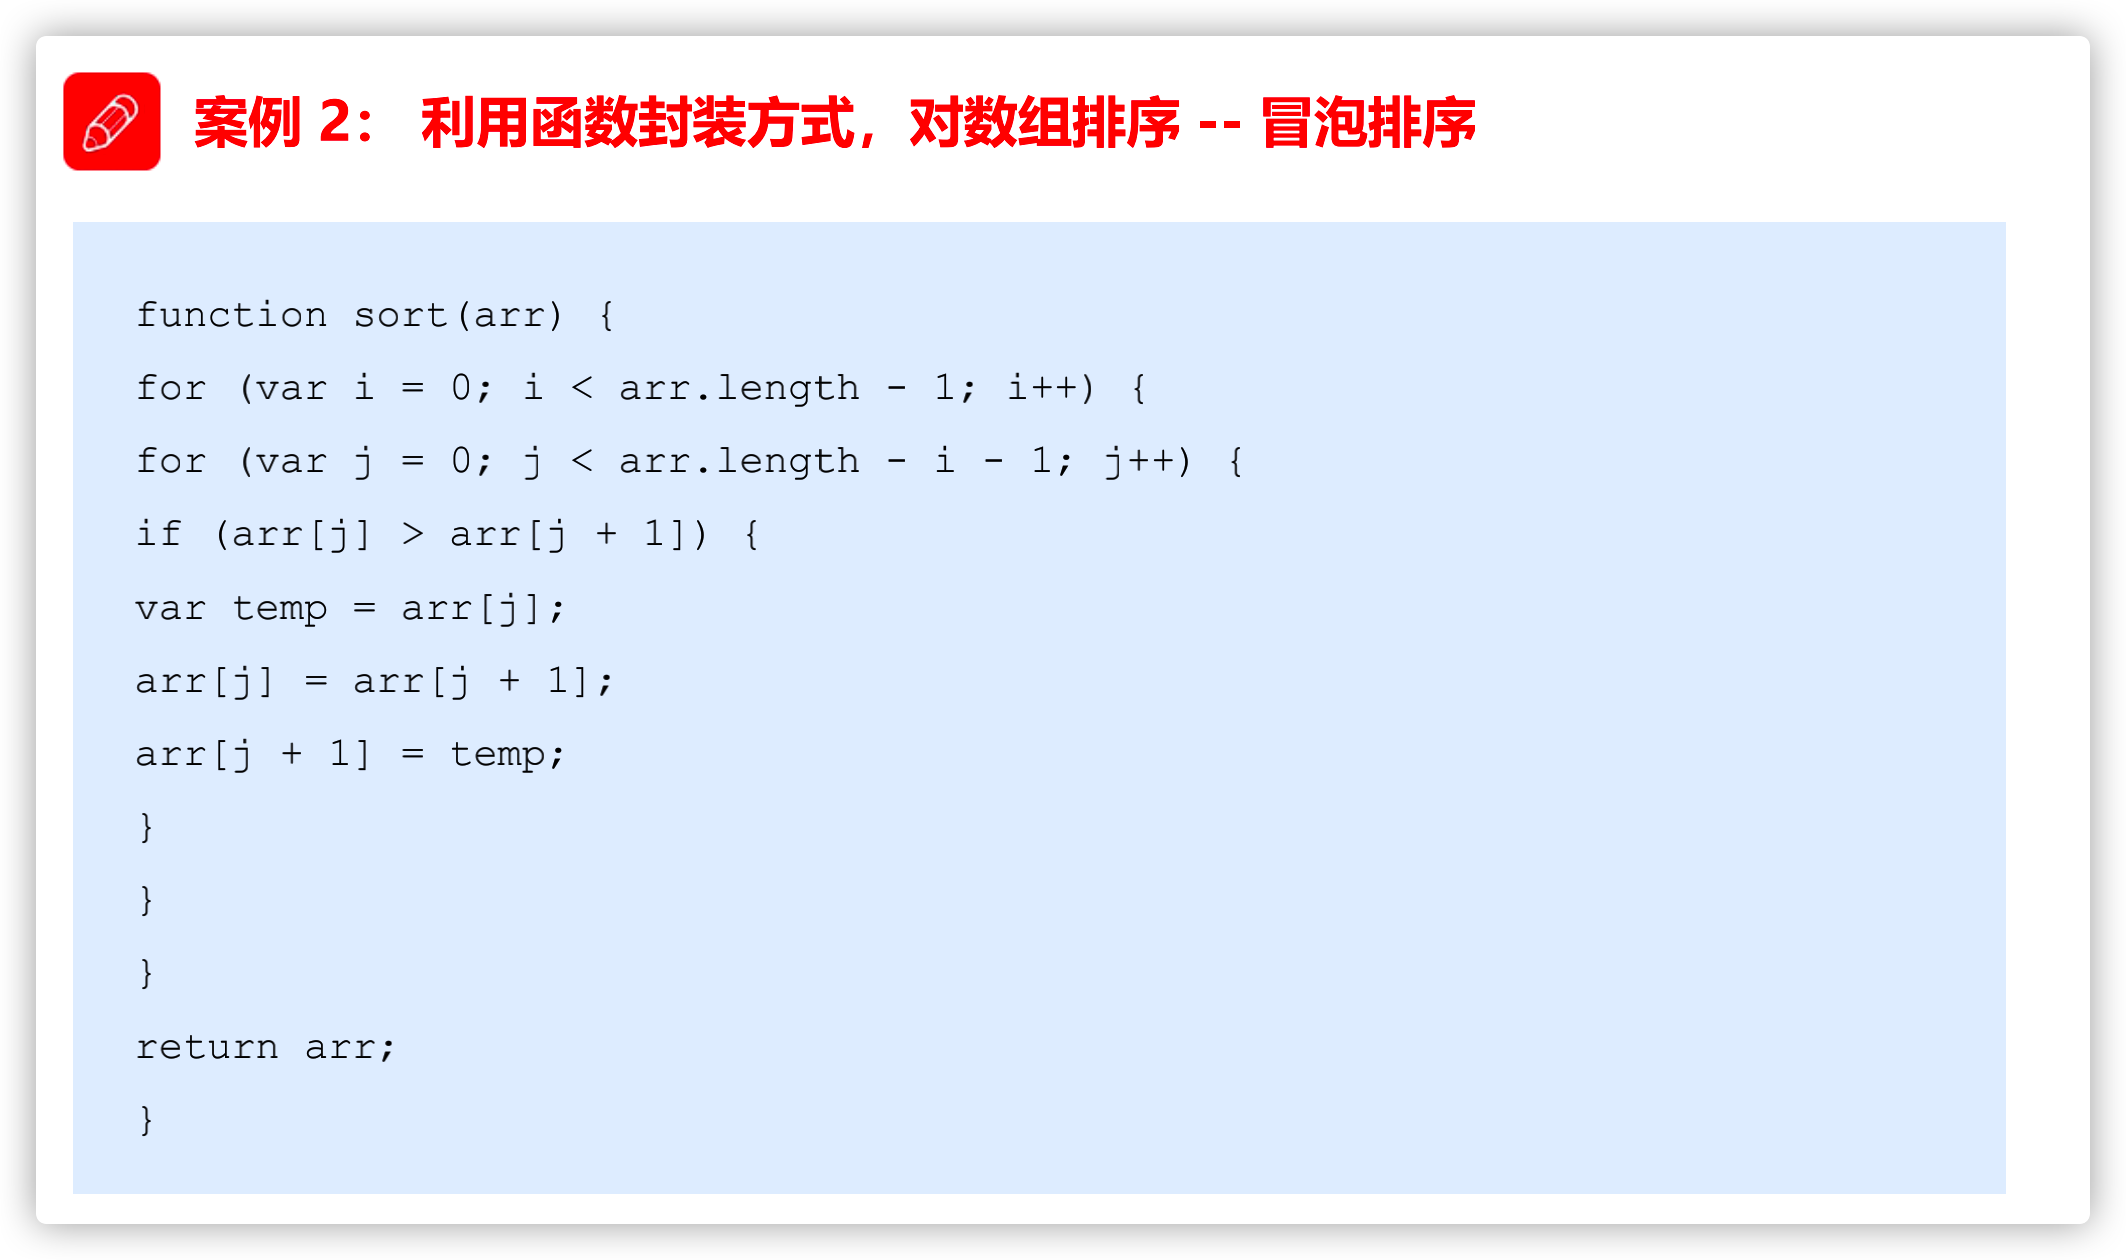 案例 2： 利用函数封装方式，对数组排序 -- 冒泡排序
function sort(arr) {
for (var i = 0; i < arr.length - 1; i++) {
for (var j = 0; j < arr.length - i - 1; j++) {
if (arr[j] > arr[j + 1]) {
var temp = arr[j];
arr[j] = arr[j + 1];
arr[j + 1] = temp;
}
}
}
return arr;
}